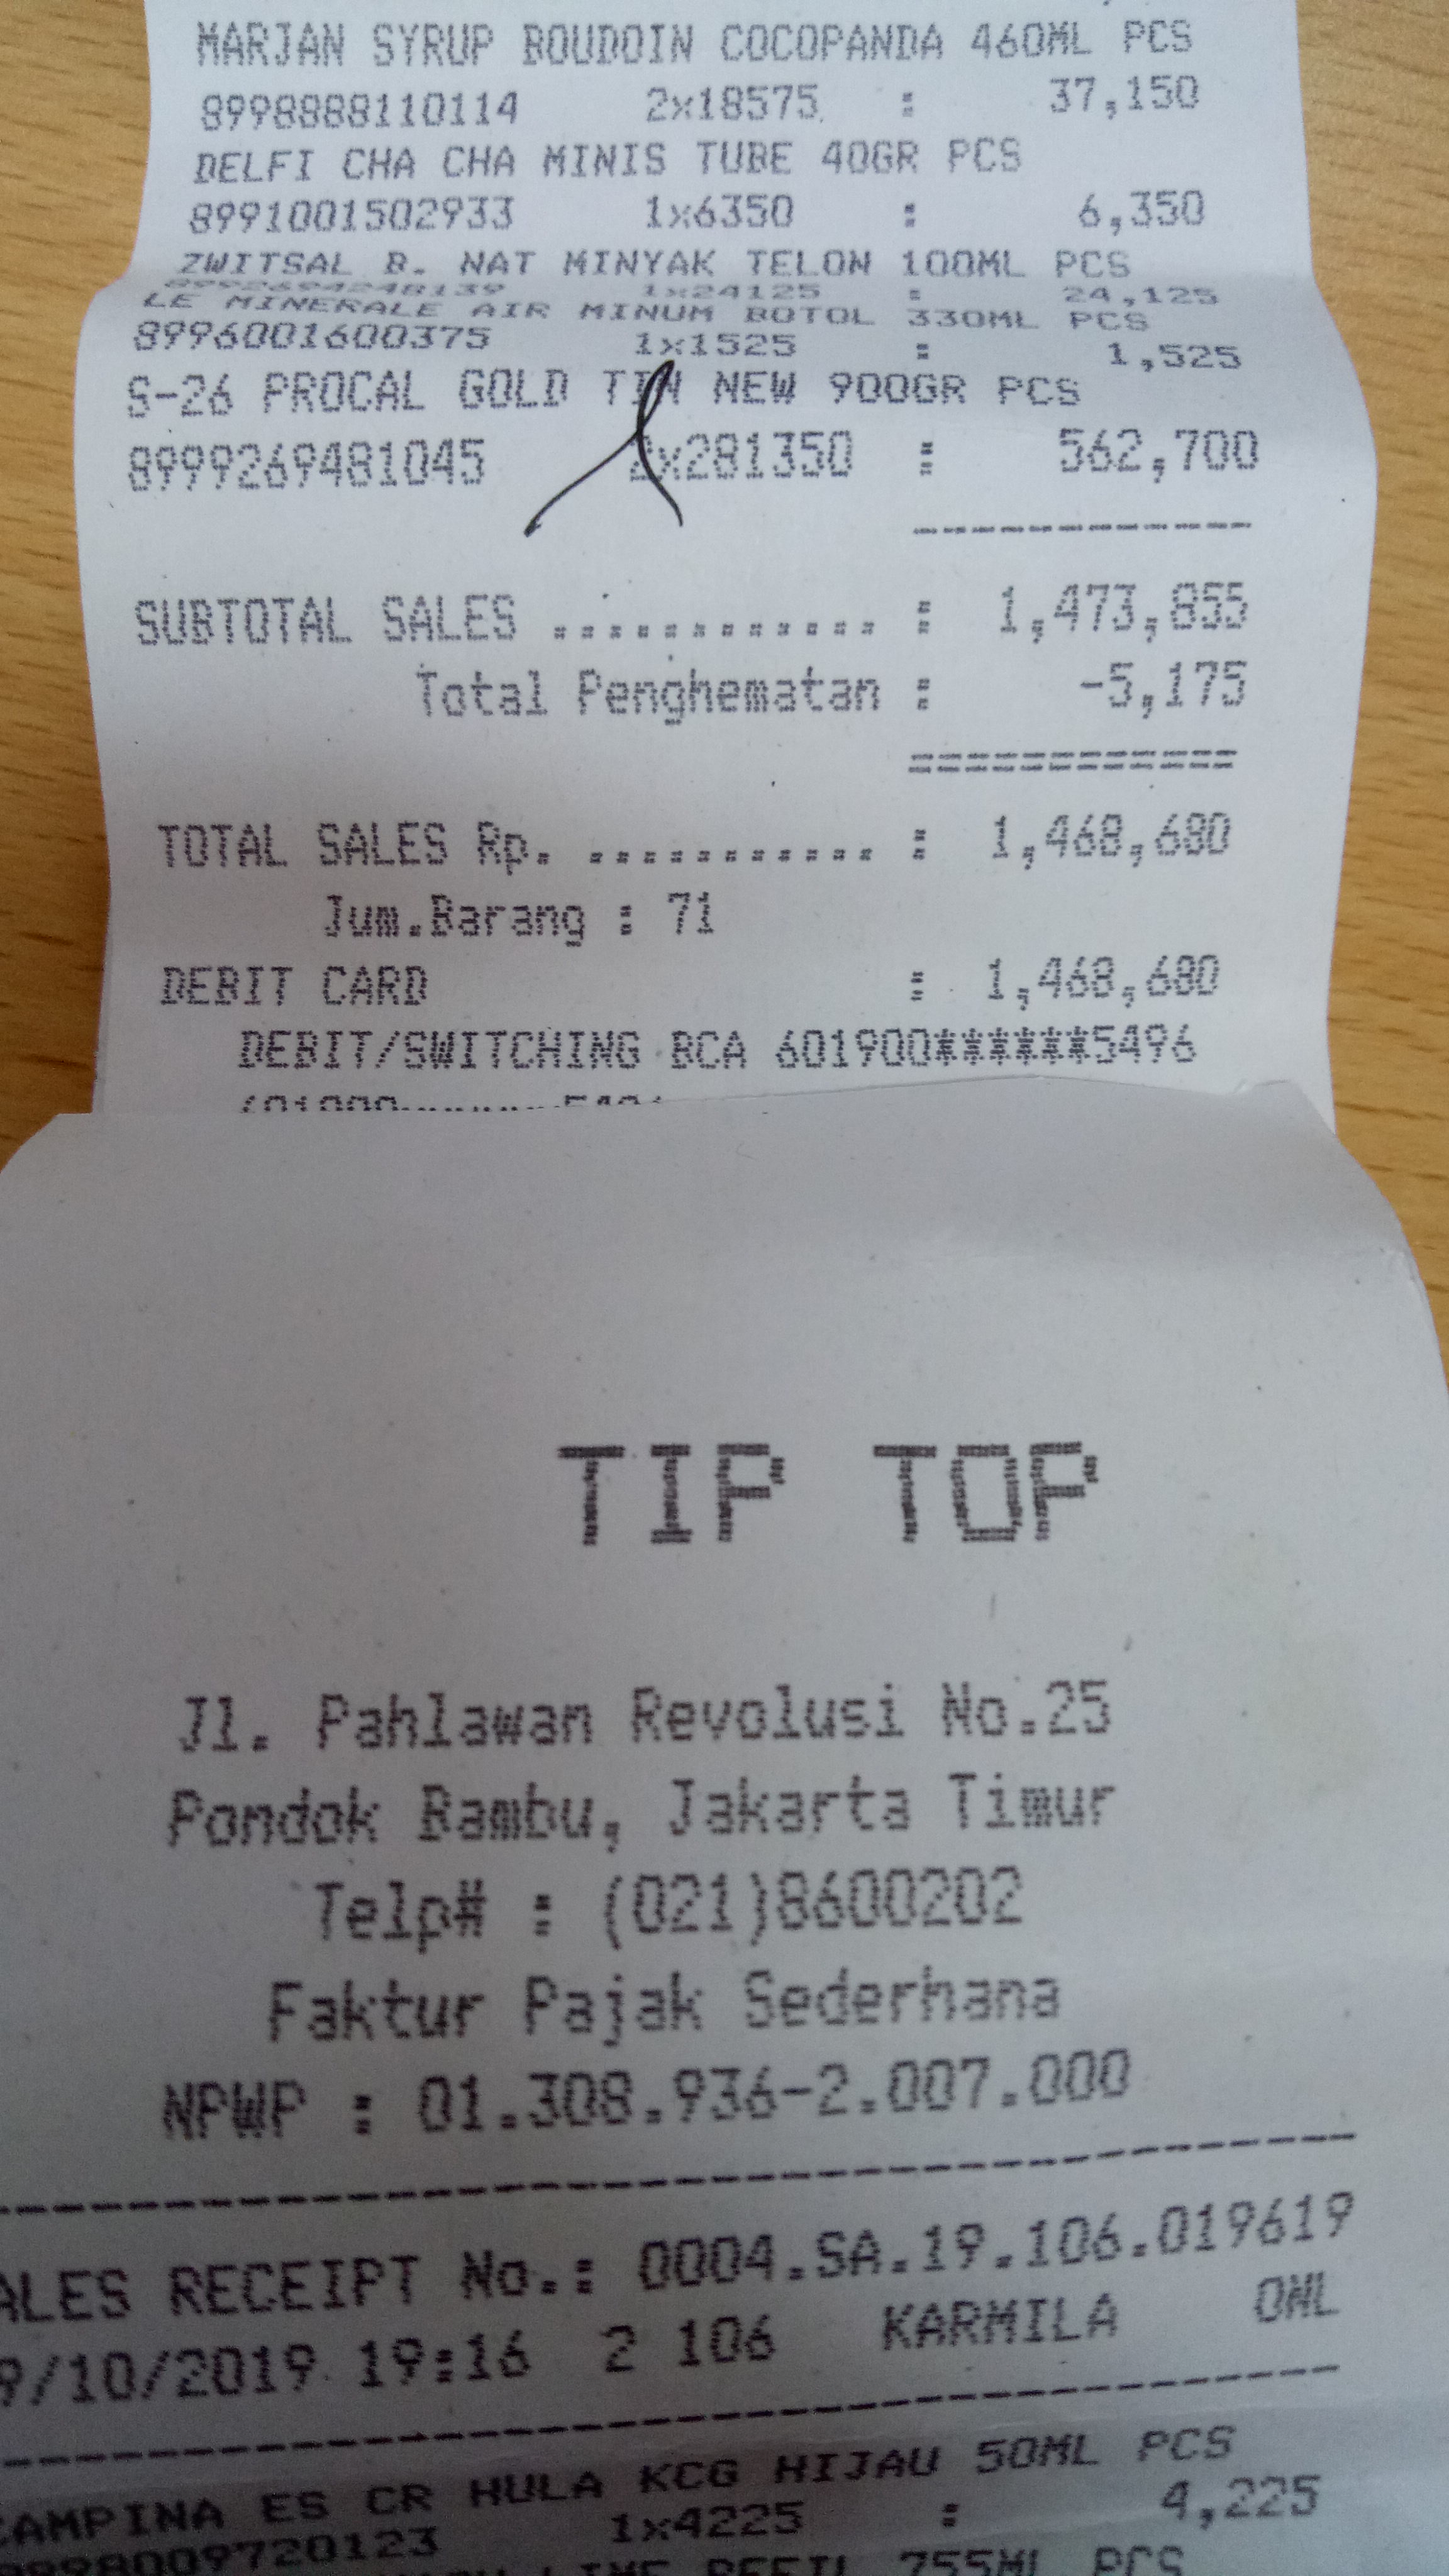 MARJAN SYRUP BOUDOIN COCOPANDA 460ML PCS
8998888110114 2x18575 : 37,150
DELFI CHA CHA MINIS TUBE 40GR PCS
8991001502933 1x6350 : 6,350
ZWITSAL B. NAT MINYAK TELON 100ML PCS
8992694248139 1x24125 : 24,125
LE MINERALE AIR MINUM BOTOL 330ML PCS
8996001600375 1x1525 : 1,525
S-26 PROCAL GOLD TIN NEW 900GR PCS
8999269481045 2x281350 : 562,700
SUBTOTAL SALES ............ : 1,473,855
Total Penghematan : -5,175
TOTAL SALES Rp. ........... : 1,468,680
Jum.Barang : 71
DEBIT CARD : 1,468,680
DEBIT/SWITCHING BCA 601900******5496
TIP TOP
Jl. Pahlawan Revolusi No.25
Pondok Bambu, Jakarta Timur
Telp# : (021)8600202
Faktur Pajak Sederhana
NPWP : 01.308.936-2.007.000
ALES RECEIPT No.: 0004.SA.19.106.019619
9/10/2019 19:16 2 106 KARMILA ONL
CAMPINA ES CR HULA KCG HIJAU 50ML PCS
8998009720123 1x4225 : 4,225
755ML PCS